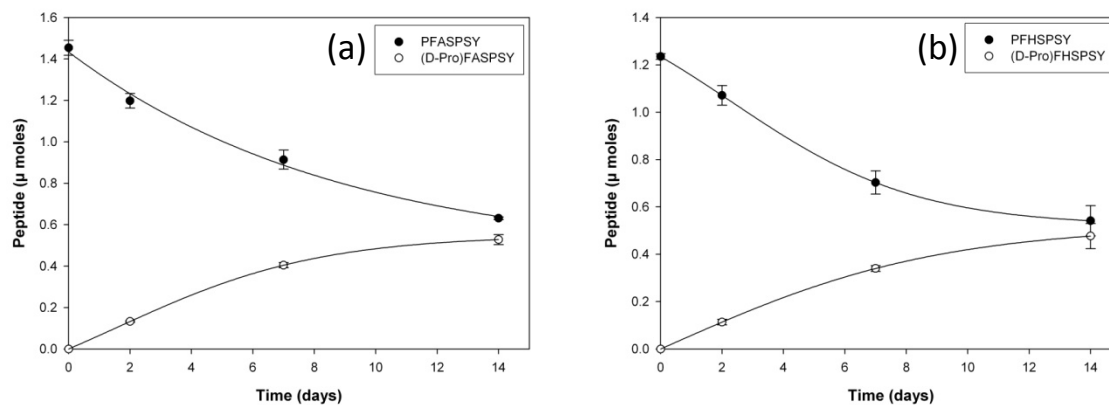 (a)
PFASPSY
(D-Pro)FASPSY
Peptide (μ moles)
1.6
1.4
1.2
1.0
0.8
0.6
0.4
0.2
0.0
0 2 4 6 8 10 12 14
Time (days)
(b)
PFHSPSY
(D-Pro)FHSPSY
Peptide (μ moles)
1.4
1.2
1.0
0.8
0.6
0.4
0.2
0.0
0 2 4 6 8 10 12 14
Time (days)